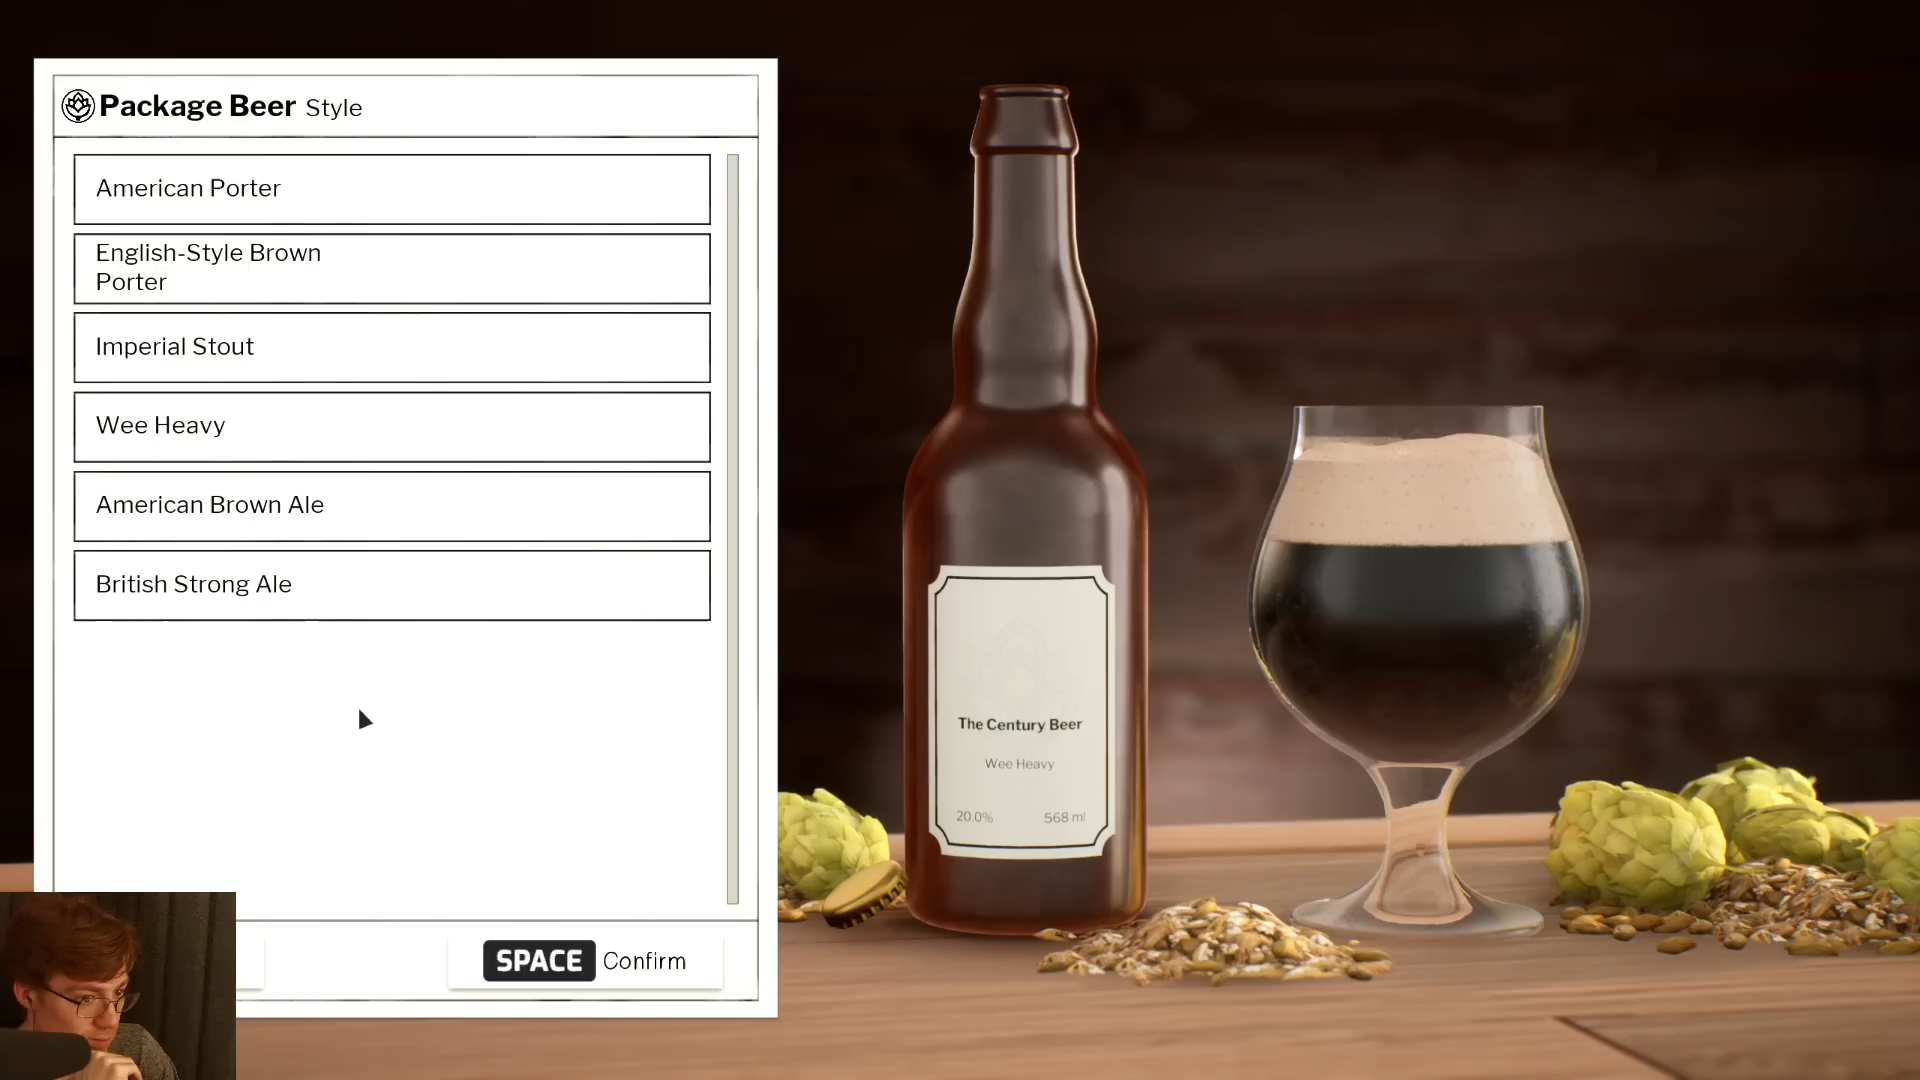 Package Beer Style
American Porter
English-Style Brown
Porter
Imperial Stout
Wee Heavy
American Brown Ale
British Strong Ale
SPACE Confirm
The Century Beer
Wee Heavy
20.0% 568 ml